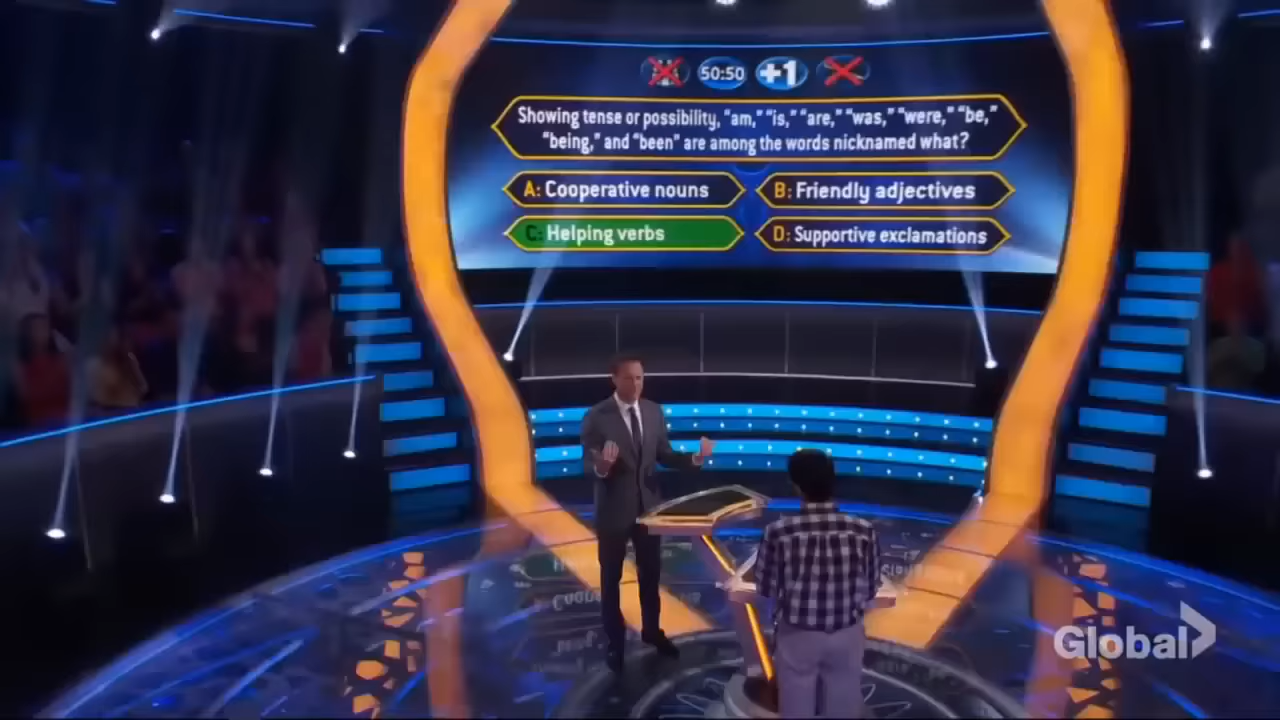 50:50 +1
Showing tense or possibility, “am,” “is,” “are,” “was,” “were,” “be,”
“being,” and “been” are among the words nicknamed what?
A: Cooperative nouns
B: Friendly adjectives
C: Helping verbs
D: Supportive exclamations
Global